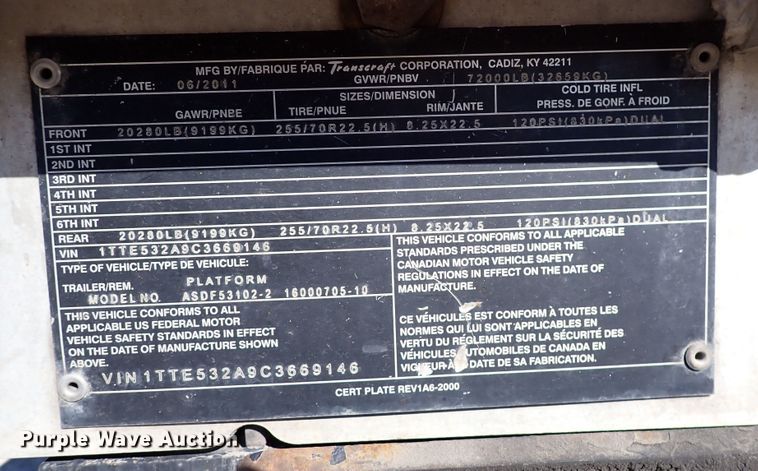 MFG BY/FABRIQUE PAR: Transcraft CORPORATION, CADIZ, KY 42211
DATE: 06/2011 GVWR/PNBV 72000LB(32659KG)
SIZES/DIMENSION COLD TIRE INFL
GAWR/PNBE TIRE/PNUE RIM/JANTE PRESS. DE GONF. À FROID
FRONT 20280LB(9199KG) 255/70R22.5(H) 8.25X22.5 120PSI(830kPa)DUAL
1ST INT
2ND INT
3RD INT
4TH INT
5TH INT
6TH INT
REAR 20280LB(9199KG) 255/70R22.5(H) 8.25X22.5 120PSI(830kPa)DUAL
VIN 1TTE532A9C3669146
TYPE OF VEHICLE/TYPE DE VEHICULE:
TRAILER/REM. PLATFORM
MODEL NO. ASDF53102-2 16000705-10
THIS VEHICLE CONFORMS TO ALL
APPLICABLE US FEDERAL MOTOR
VEHICLE SAFETY STANDARDS IN EFFECT
ON THE DATE OF MANUFACTURE SHOWN
ABOVE.
VIN 1TTE532A9C3669146
THIS VEHICLE CONFORMS TO ALL APPLICABLE
STANDARDS PRESCRIBED UNDER THE
CANADIAN MOTOR VEHICLE SAFETY
REGULATIONS IN EFFECT ON THE DATE OF
MANUFACTURE.
CE VÉHICULES EST CONFORM À TOUTES LES
NORMES QUI LUI SONT APPLICABLES EN
VERTU DU RÉGLEMENT SUR LA SÉCURITÉ DES
VÉHICULES AUTOMOBILES DE CANADA EN
VIGUEUR À LA DATE DE SA FABRICATION.
CERT PLATE REV1A6-2000
Purple Wave Auction